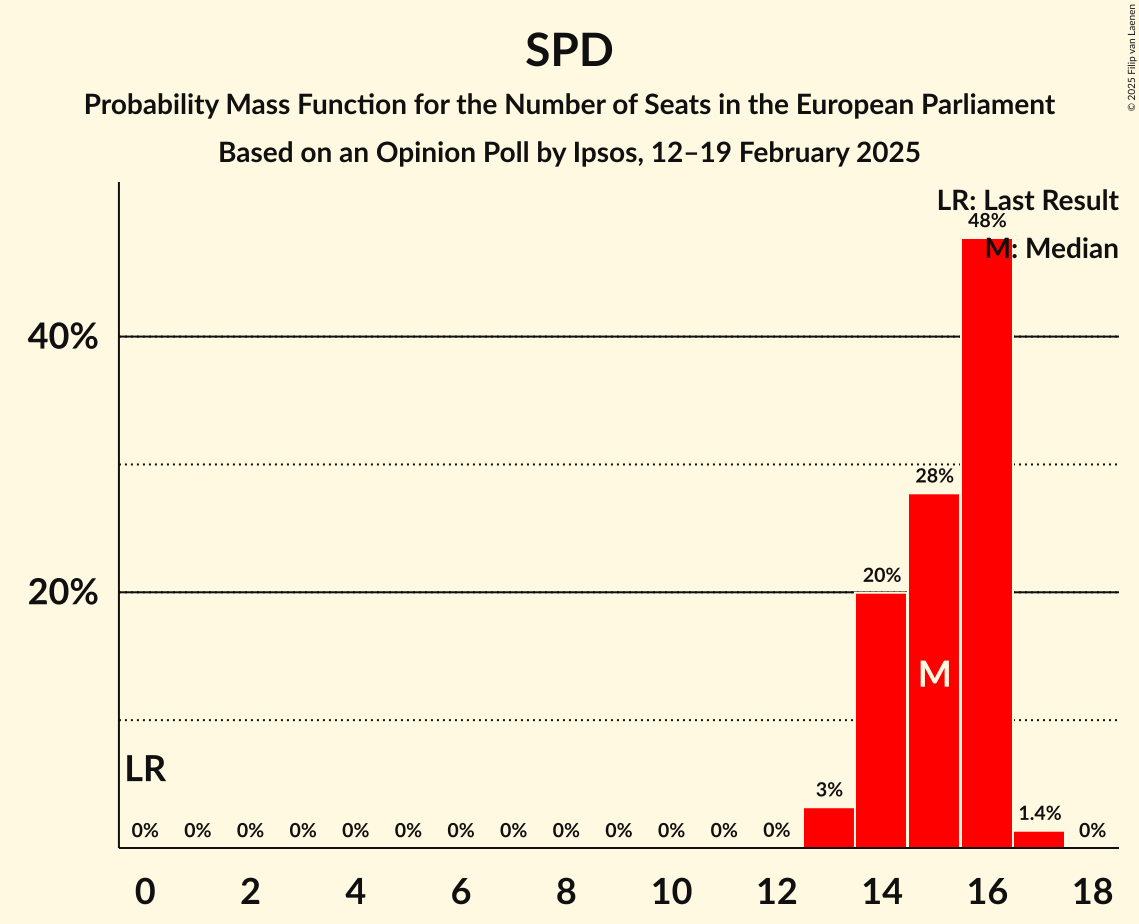 SPD
Probability Mass Function for the Number of Seats in the European Parliament
Based on an Opinion Poll by Ipsos, 12–19 February 2025
© 2025 Filip van Laenen
LR: Last Result
M: Median
48%
40%
28%
20%
20%
M
LR
3%
1.4%
0% 0% 0% 0% 0% 0% 0% 0% 0% 0% 0% 0% 0% 0%
0 2 4 6 8 10 12 14 16 18